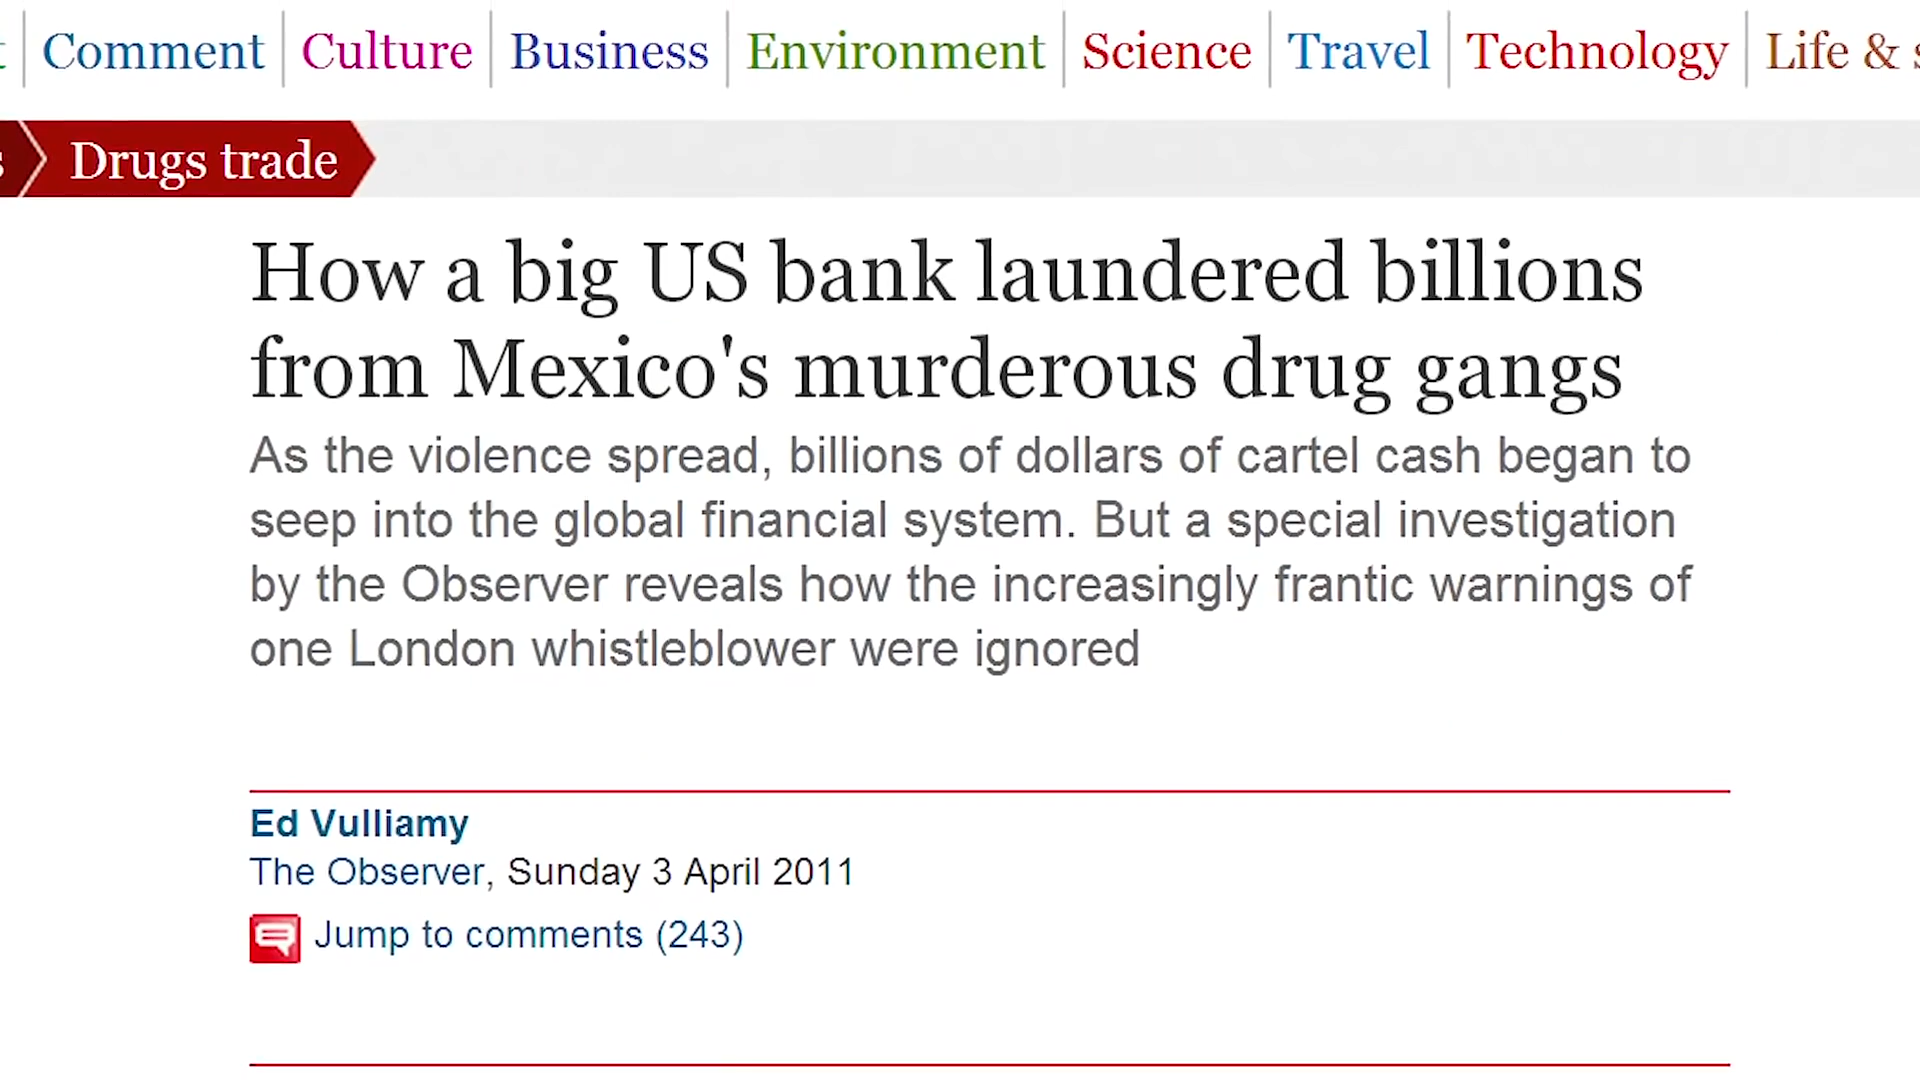 Comment Culture Business Environment Science Travel Technology Life &
Drugs trade
How a big US bank laundered billions
from Mexico's murderous drug gangs
As the violence spread, billions of dollars of cartel cash began to
seep into the global financial system. But a special investigation
by the Observer reveals how the increasingly frantic warnings of
one London whistleblower were ignored
Ed Vulliamy
The Observer, Sunday 3 April 2011
Jump to comments (243)